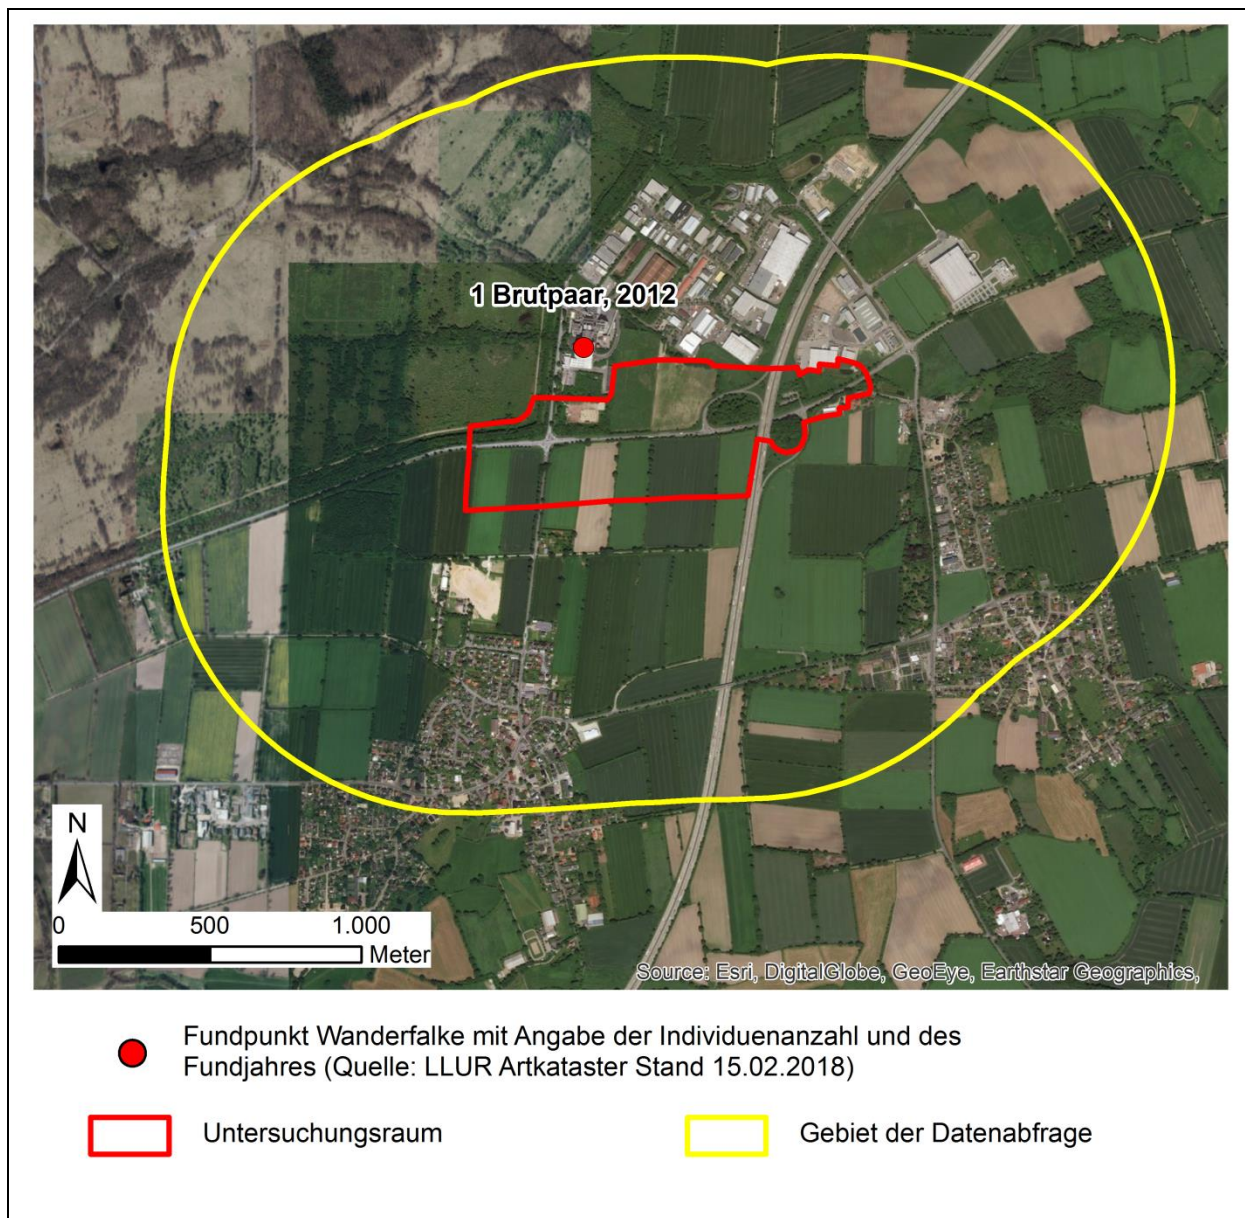 1 Brutpaar, 2012
N
0 500 1.000
Meter
Source: Esri, DigitalGlobe, GeoEye, Earthstar Geographics,
Fundpunkt Wanderfalke mit Angabe der Individuenanzahl und des
Fundjahres (Quelle: LLUR Artkataster Stand 15.02.2018)
Untersuchungsraum
Gebiet der Datenabfrage